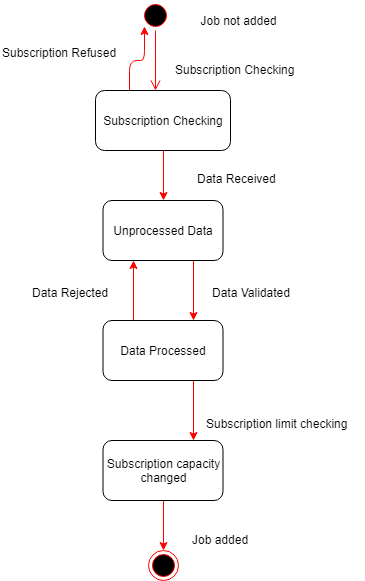 Job not added
Subscription Refused
Subscription Checking
Subscription Checking
Data Received
Unprocessed Data
Data Rejected
Data Validated
Data Processed
Subscription limit checking
Subscription capacity
changed
Job added